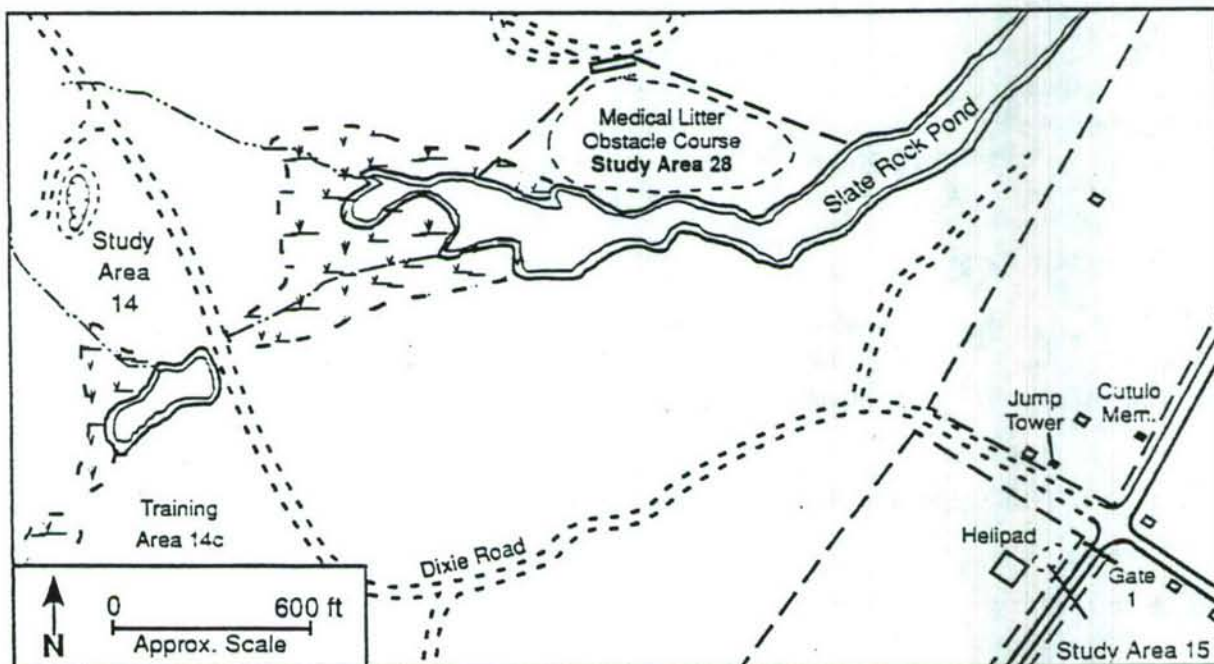 Medical Litter
Obstacle Course
Study Area 28
Slate Rock Pond
Study
Area
14
Jump
Tower
Cutulo
Mem.
Training
Area 14c
Dixie Road
Helipad
Gate
1
Study Area 15
0 600 ft
N
Approx. Scale